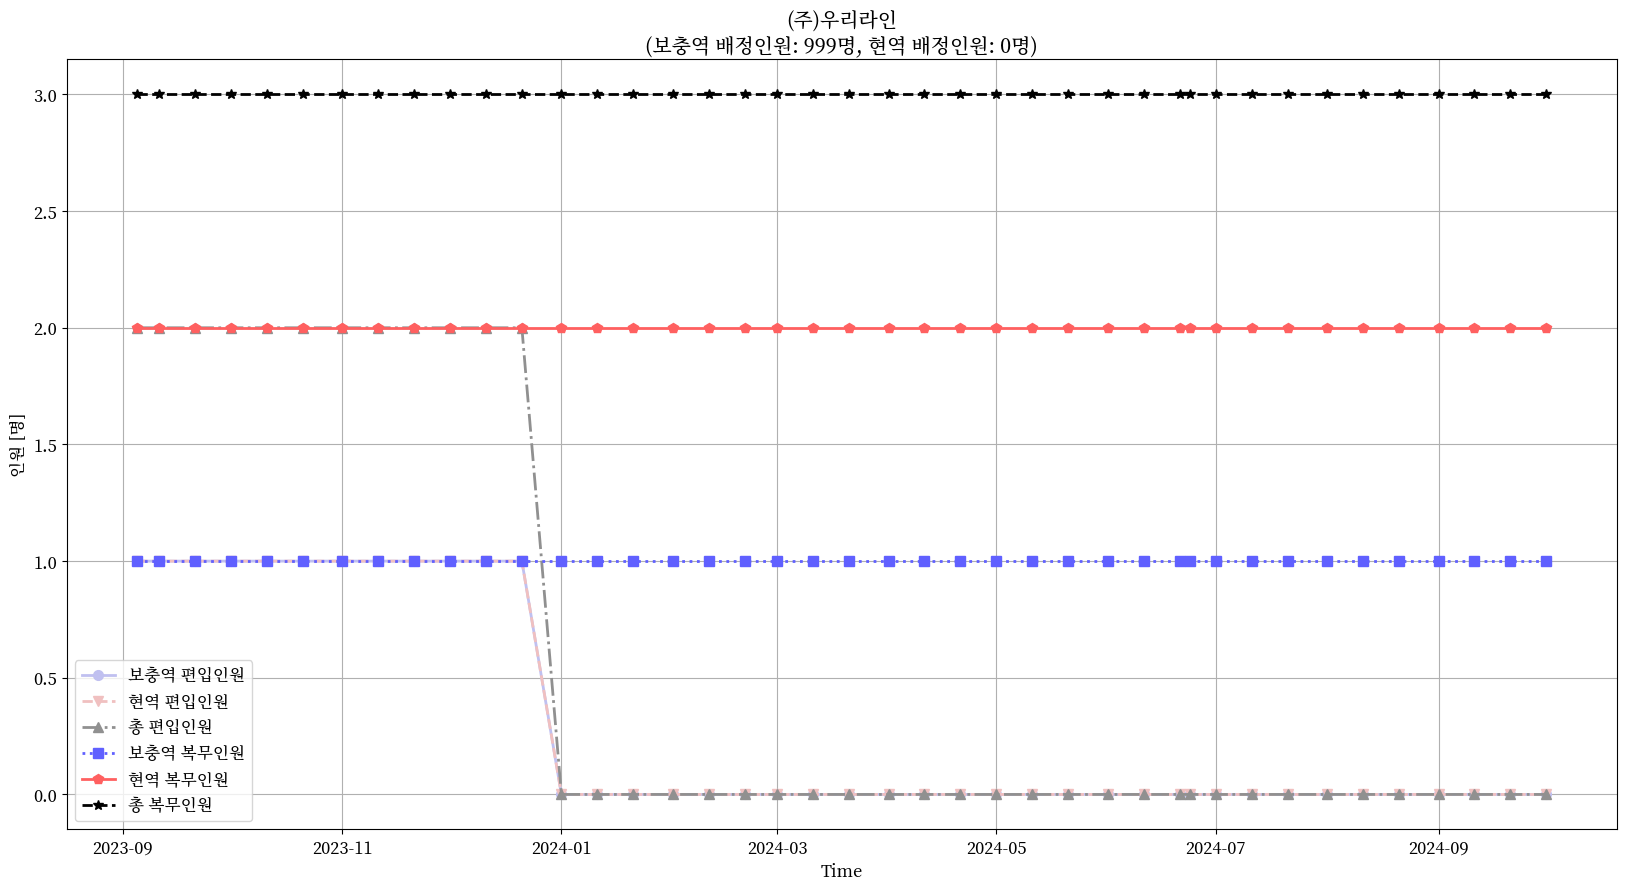 (주)우리라인
(보충역 배정인원: 999명, 현역 배정인원: 0명)
3.0
2.5
2.0
1.5
1.0
0.5
0.0
인원 [명]
보충역 편입인원
현역 편입인원
총 편입인원
보충역 복무인원
현역 복무인원
총 복무인원
2023-09
2023-11
2024-01
2024-03
2024-05
2024-07
2024-09
Time